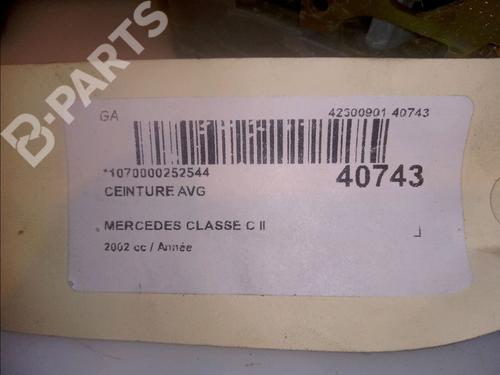 B-PARTS
GA 42300901 40743
*1070000252544 40743
CEINTURE AVG
MERCEDES CLASSE C II
2002 cc / Année